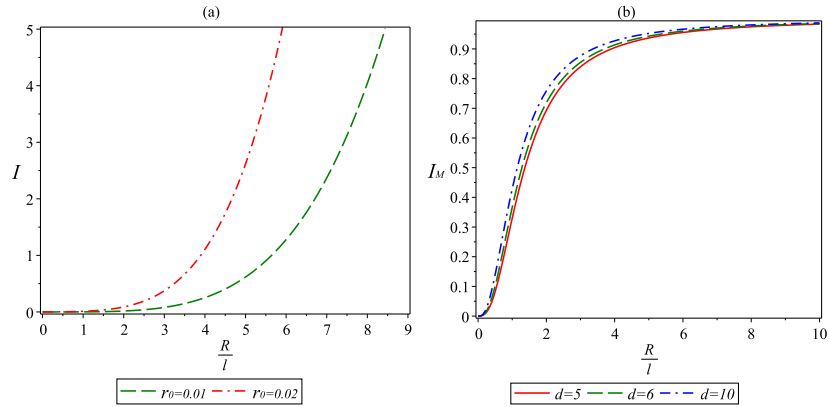 (a)
5
4
3
2
1
0
I
0 1 2 3 4 5 6 7 8 9
R
l
r0=0.01 r0=0.02
(b)
0.9
0.8
0.7
0.6
0.5
0.4
0.3
0.2
0.1
0
IM
0 2 4 6 8 10
R
l
d=5 d=6 d=10